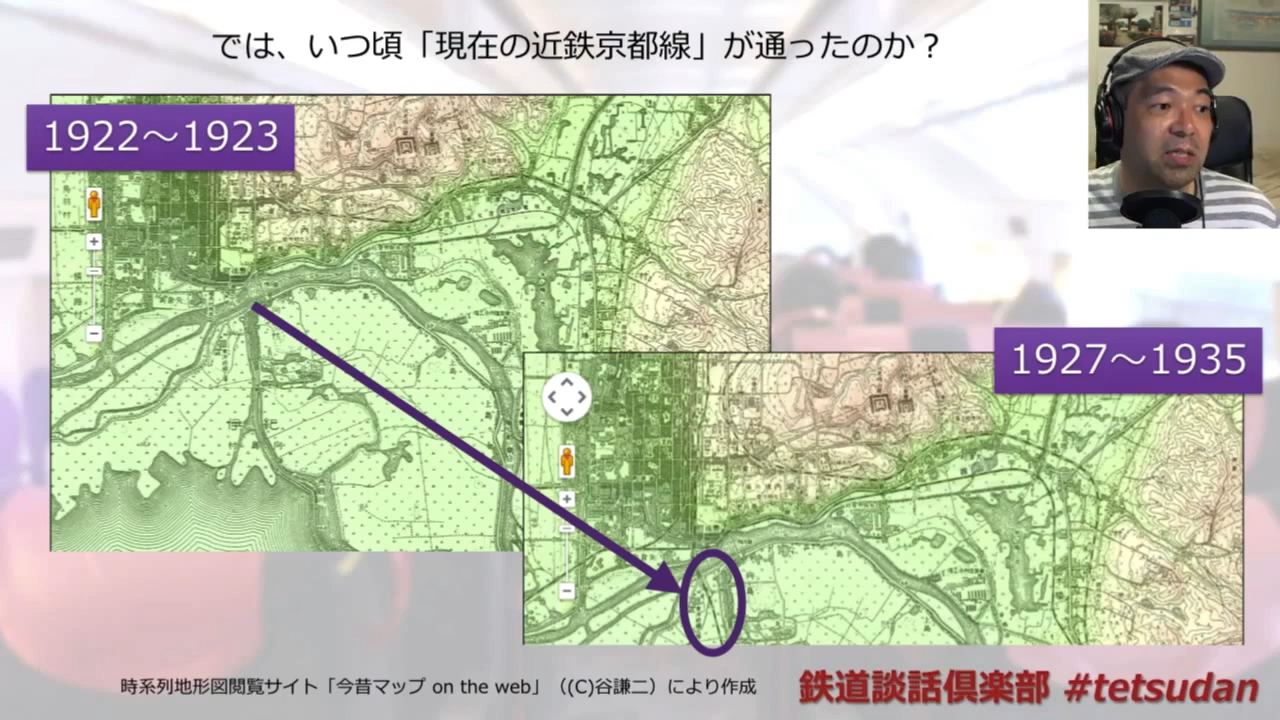 では、いつ頃「現在の近鉄京都線」が通ったのか？
1922～1923
1927～1935
時系列地形図閲覧サイト「今昔マップ on the web」（(C)谷謙二）により作成
鉄道談話倶楽部 #tetsudan